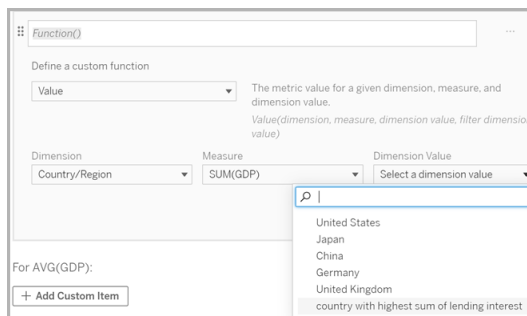 Function()
...
Define a custom function
Value
The metric value for a given dimension, measure, and
dimension value.
Value(dimension, measure, dimension value, filter dimensio
value)
Dimension
Measure
Dimension Value
Country/Region
SUM(GDP)
Select a dimension value
United States
Japan
China
Germany
United Kingdom
country with highest sum of lending interest
For AVG(GDP):
+ Add Custom Item